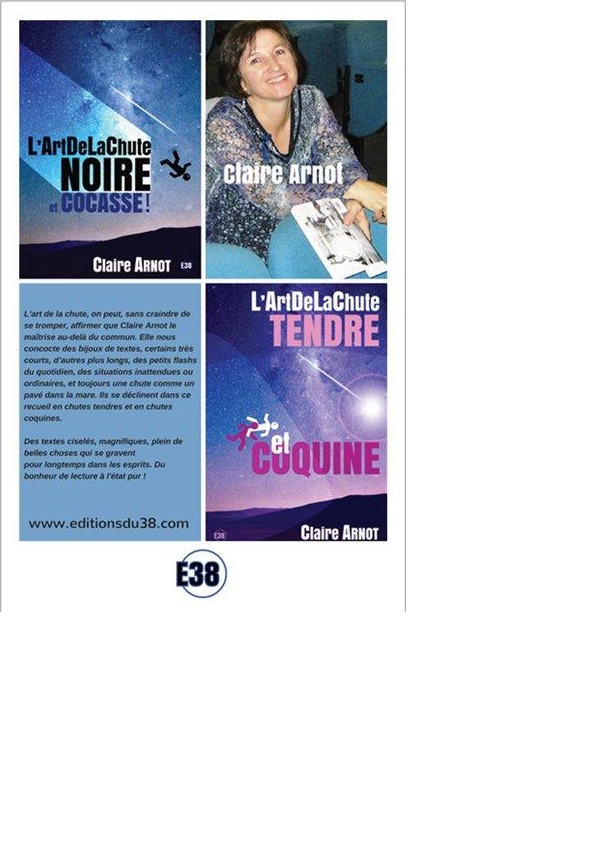 L'ArtDeLaChute
NOIRE
et COCASSE!
Claire Arnot
E38
Claire Arnot
L'art de la chute, on peut, sans craindre de
se tromper, affirmer que Claire Arnot le
maîtrise au-delà du commun. Elle nous
concocte des bijoux de textes, certains très
courts, d'autres plus longs, des petits flashs
du quotidien, des situations inattendues ou
ordinaires, et toujours une chute comme un
pavé dans la mare. Ils se déclinent dans ce
recueil en chutes tendres et en chutes
coquines.
Des textes ciselés, magnifiques, plein de
belles choses qui se gravent
pour longtemps dans les esprits. Du
bonheur de lecture à l'état pur !
www.editionsdu38.com
L'ArtDeLaChute
TENDRE
et
COQUINE
E38
Claire Arnot
E38